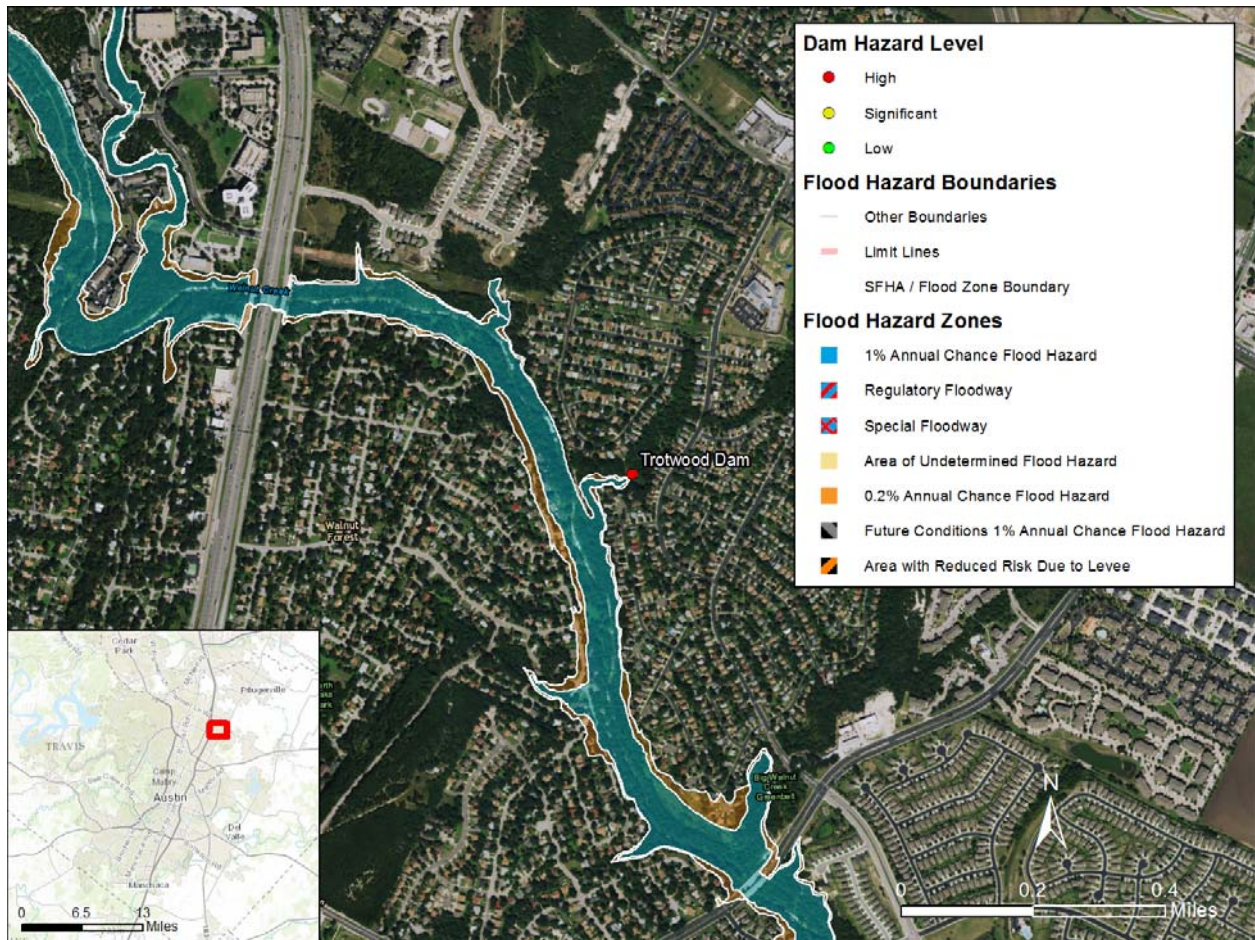 Dam Hazard Level
High
Significant
Low
Flood Hazard Boundaries
Other Boundaries
Limit Lines
SFHA / Flood Zone Boundary
Flood Hazard Zones
1% Annual Chance Flood Hazard
Regulatory Floodway
Special Floodway
Area of Undetermined Flood Hazard
0.2% Annual Chance Flood Hazard
Future Conditions 1% Annual Chance Flood Hazard
Area with Reduced Risk Due to Levee
Walnut Creek
Trotwood Dam
Walnut
Forest
Big Walnut
Creek
Greenbelt
N
0 0.2 0.4
Miles
Cedar
Park
Pflugerville
TRAVIS
Camp
Mabry
Austin
Del
Valle
Manchaca
0 6.5 13
Miles